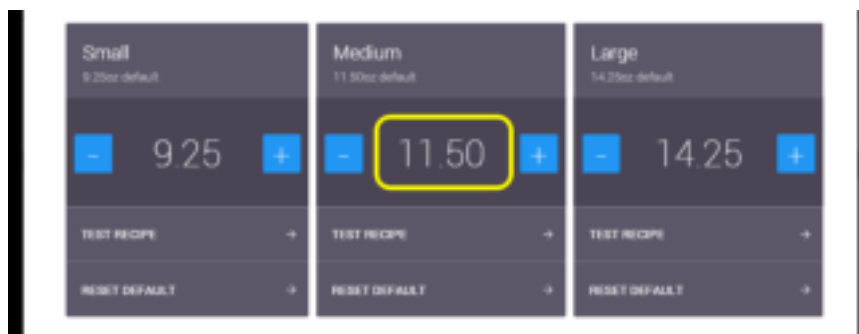 Small
9.25oz default
- 9.25 +
TEST RECIPE →
RESET DEFAULT →
Medium
11.50oz default
- 11.50 +
TEST RECIPE →
RESET DEFAULT →
Large
14.25oz default
- 14.25 +
TEST RECIPE →
RESET DEFAULT →